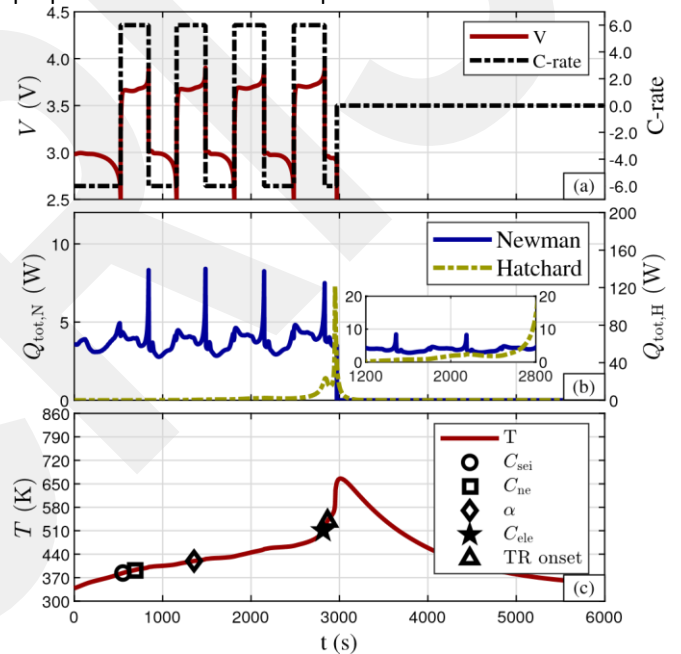 4.5
4.0
3.5
3.0
2.5
V (V)
V
C-rate
6.0
4.0
2.0
0.0
-2.0
-4.0
-6.0
C-rate
(a)
10
5
0
Q_tot,N (W)
Newman
Hatchard
20
10
0
20
10
0
1200 2000 2800
200
160
120
80
40
0
Q_tot,H (W)
(b)
860
790
720
650
580
510
440
370
300
T (K)
T
C_sei
C_ne
α
C_ele
TR onset
(c)
0 1000 2000 3000 4000 5000 6000
t (s)